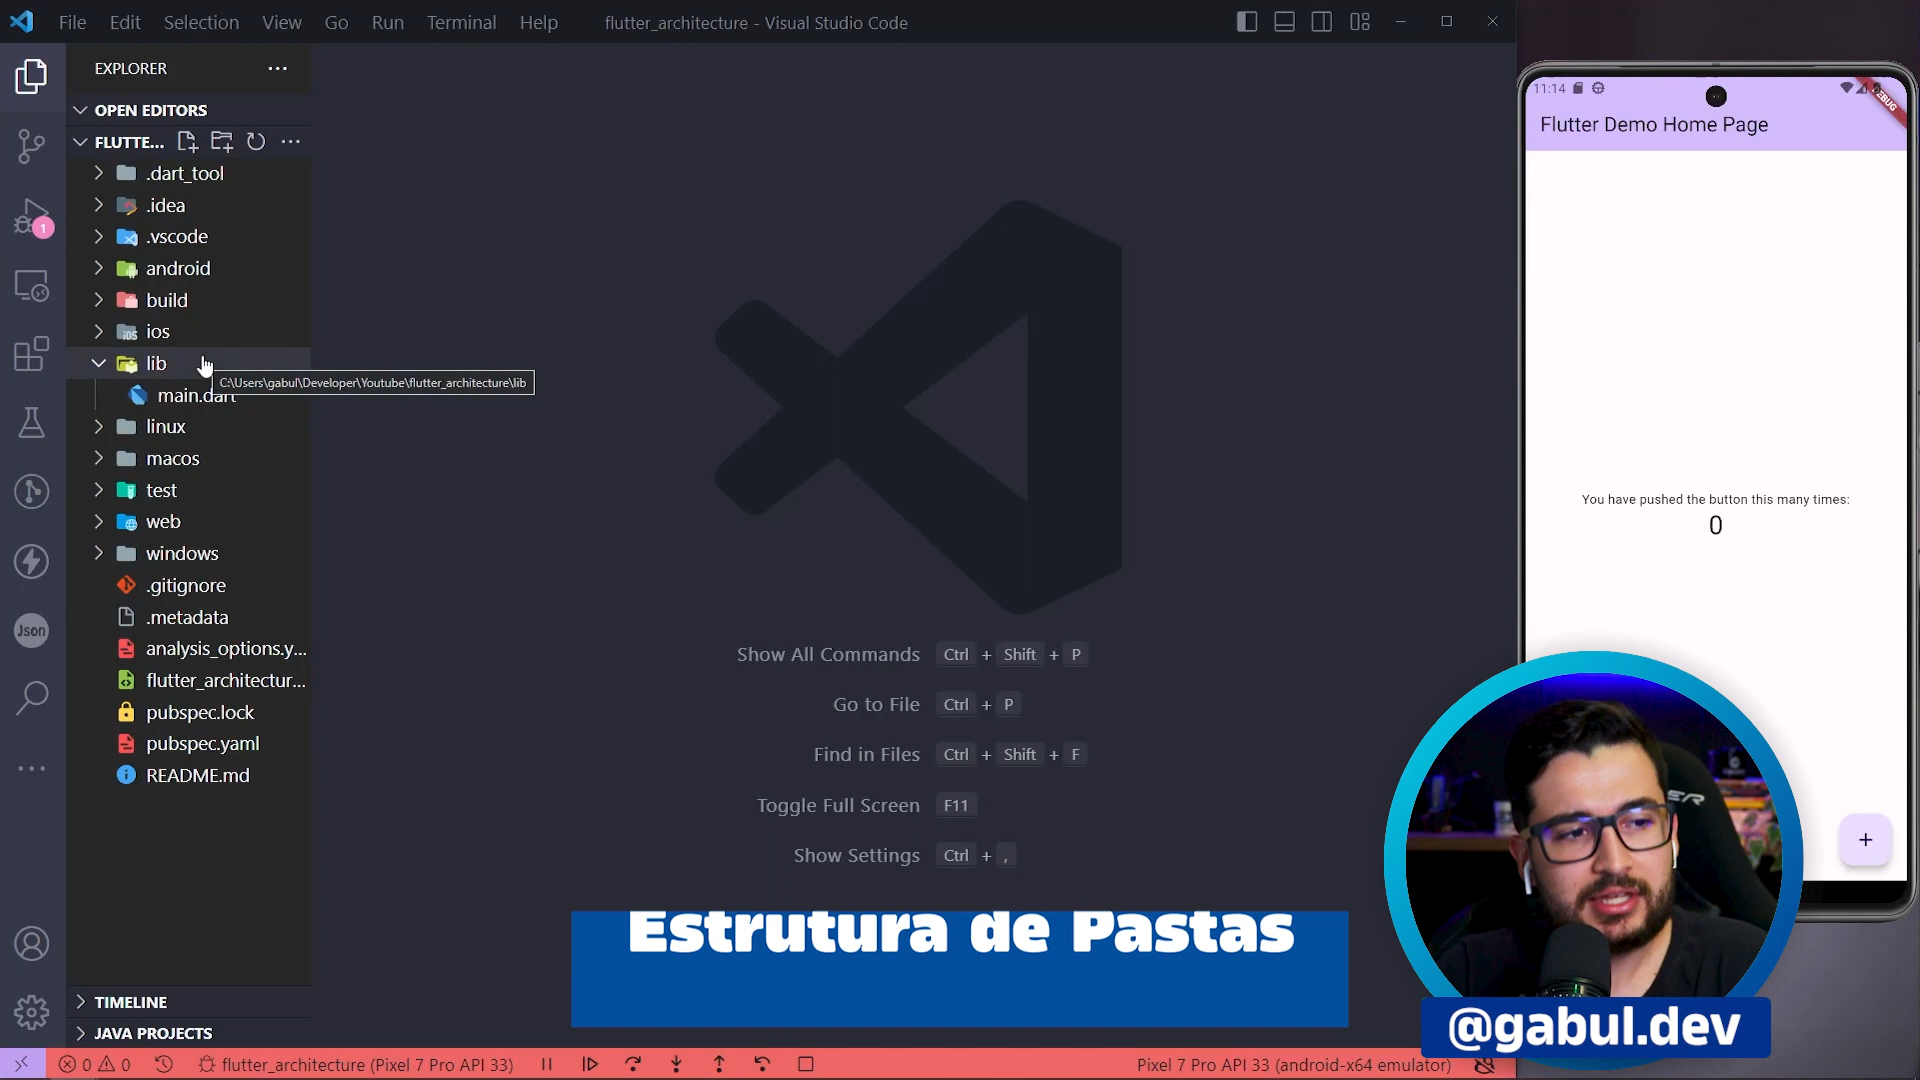 File Edit Selection View Go Run Terminal Help flutter_architecture - Visual Studio Code
EXPLORER
OPEN EDITORS
FLUTTE...
.dart_tool
.idea
.vscode
android
build
ios
lib
C:\Users\gabul\Developer\Youtube\flutter_architecture\lib
main.dart
linux
macos
test
web
windows
.gitignore
.metadata
analysis_options.y...
flutter_architectur...
pubspec.lock
pubspec.yaml
README.md
TIMELINE
JAVA PROJECTS
1
Json
Show All Commands Ctrl + Shift + P
Go to File Ctrl + P
Find in Files Ctrl + Shift + F
Toggle Full Screen F11
Show Settings Ctrl + ,
Estrutura de Pastas
11:14
DEBUG
Flutter Demo Home Page
You have pushed the button this many times:
0
+
@gabul.dev
0 0 flutter_architecture (Pixel 7 Pro API 33) Pixel 7 Pro API 33 (android-x64 emulator)